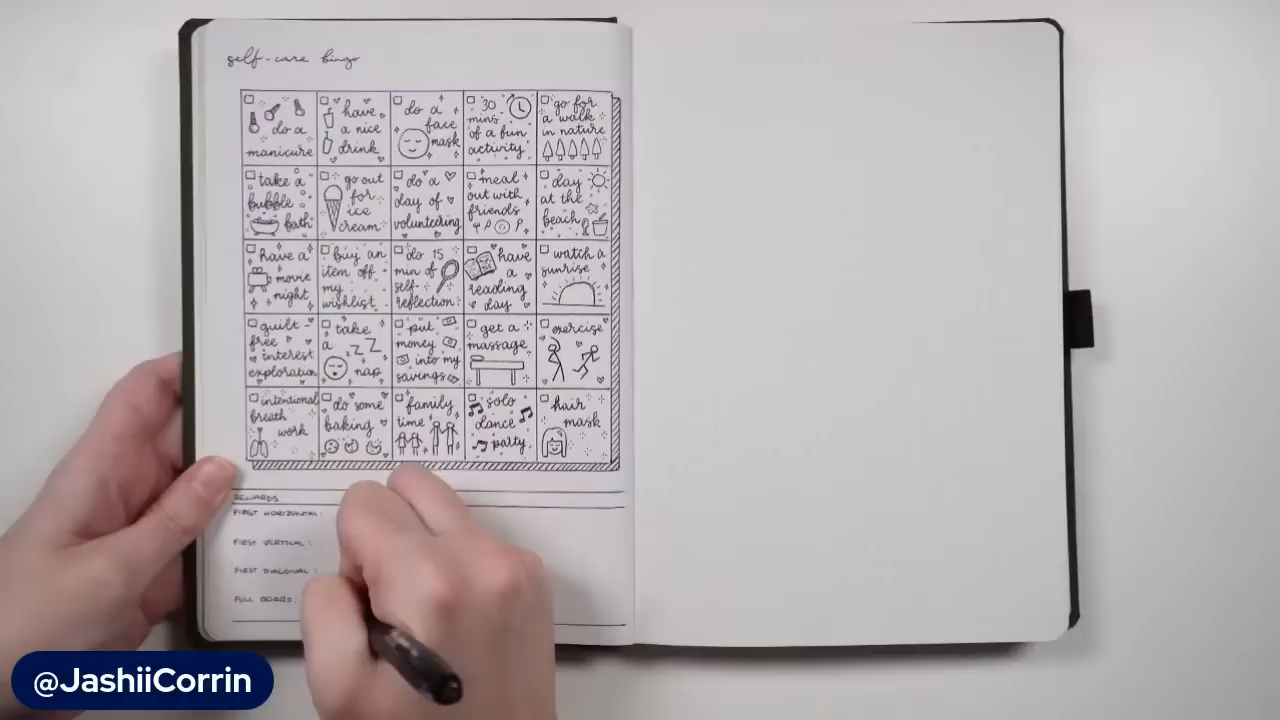 self-care bingo
do a
manicure
have
a nice
drink
do a
face
mask
30
mins
of a fun
activity
go for
a walk
in nature
take a
bubble
bath
go out
for
ice
cream
do a
day of
volunteering
meal
out with
friends
day
at the
beach
have a
movie
night
buy an
item off
my
wishlist
do 15
min of
self-
reflection
have
a
reading
day
watch a
sunrise
guilt-
free
interest
exploration
take
a
z Z Z
nap
put
money
into my
savings
get a
massage
exercise
intentional
breath
work
do some
baking
family
time
solo
dance
party
hair
mask
REWARDS
FIRST HORIZONTAL:
FIRST VERTICAL:
FIRST DIAGONAL:
FULL BOARD:
@JashiiCorrin